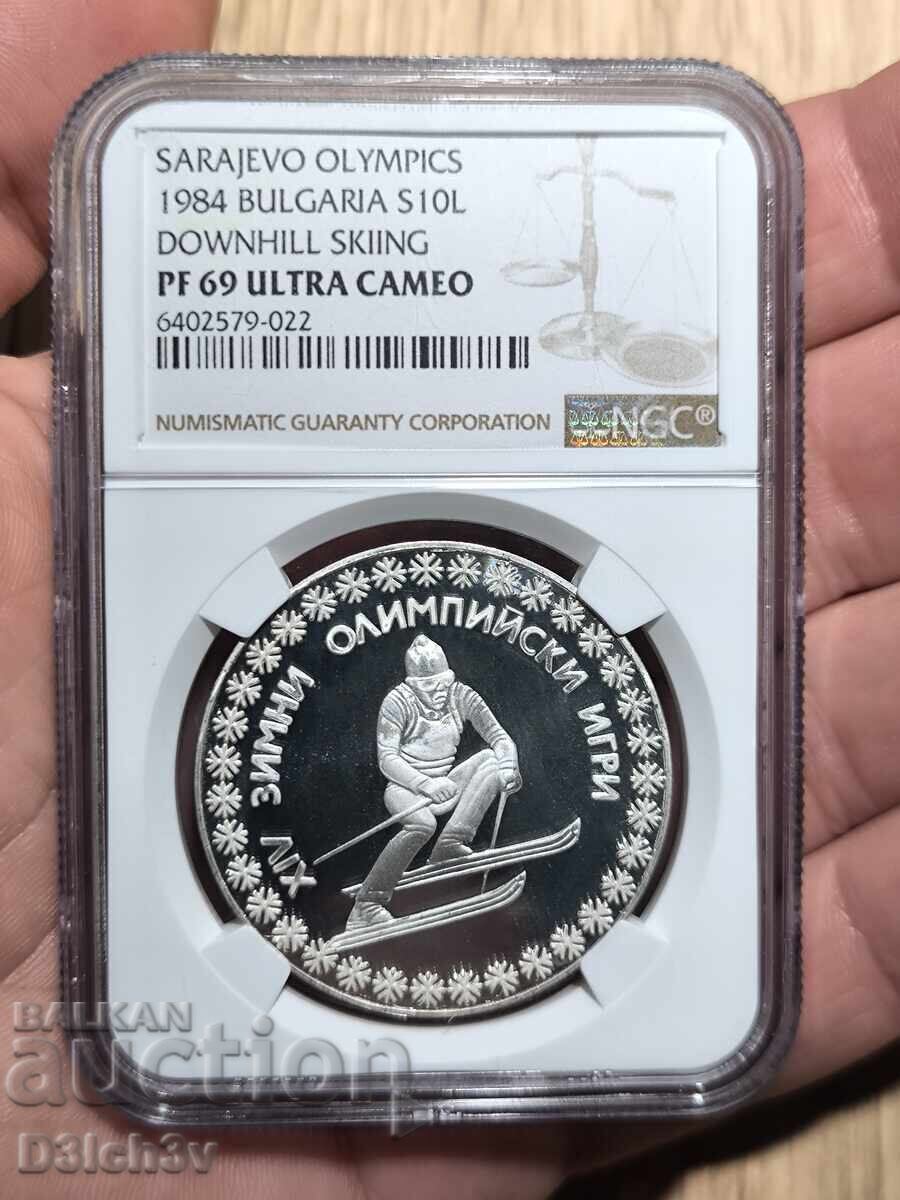 SARAJEVO OLYMPICS
1984 BULGARIA S10L
DOWNHILL SKIING
PF 69 ULTRA CAMEO
6402579-022
NUMISMATIC GUARANTY CORPORATION
NGC®
XIV ЗИМНИ ОЛИМПИЙСКИ ИГРИ
BALKAN
auction
D3lch3v